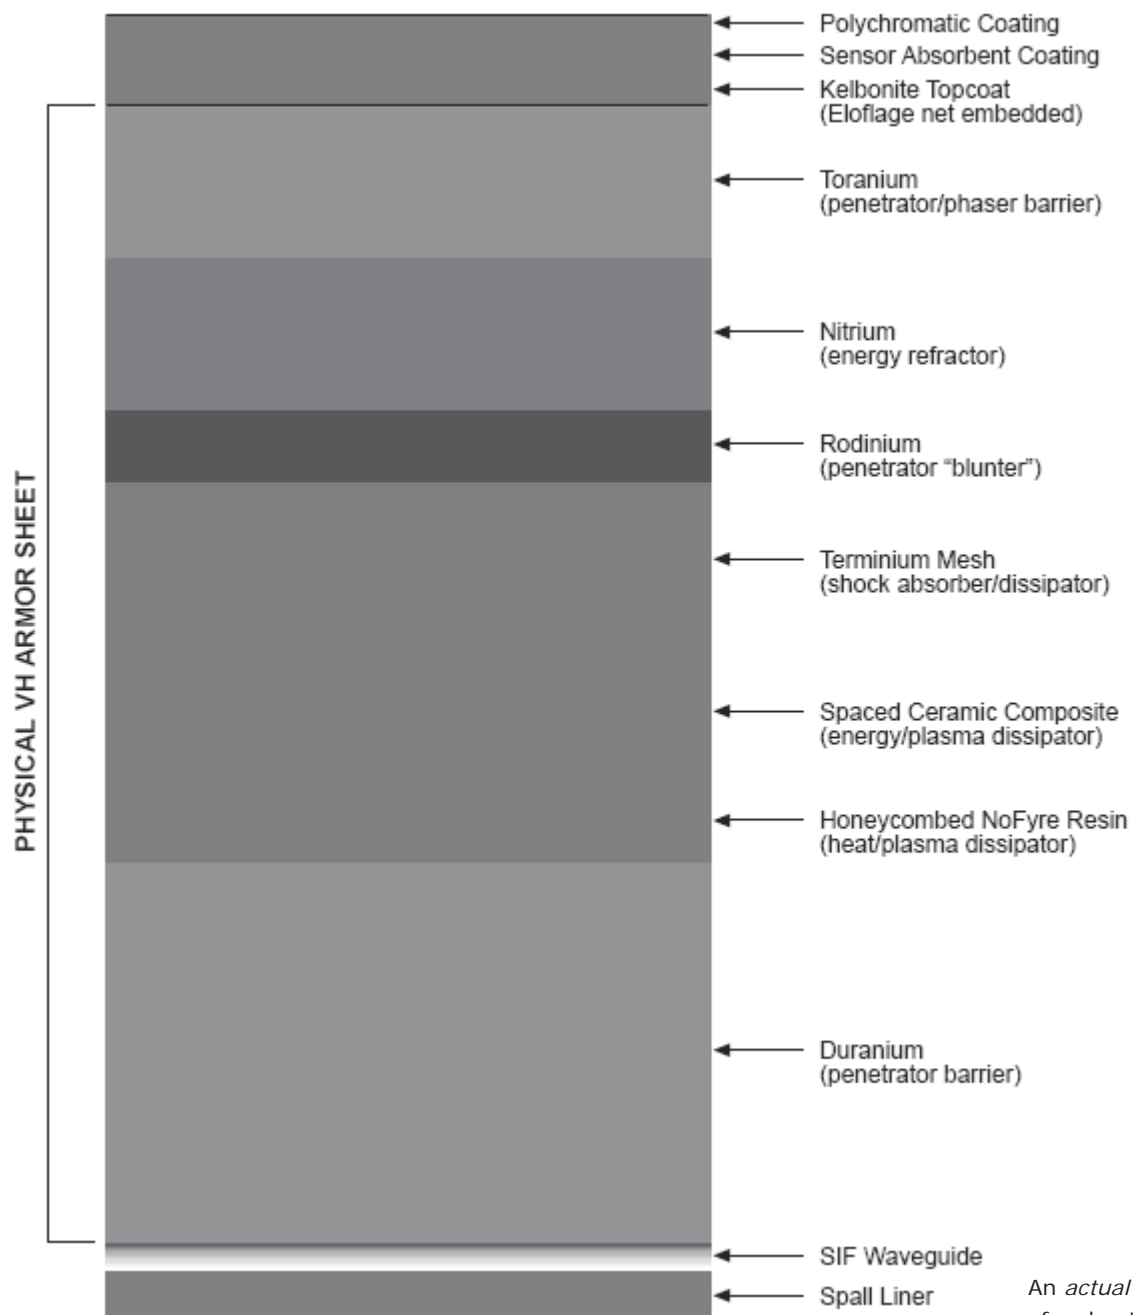 Polychromatic Coating
Sensor Absorbent Coating
Kelbonite Topcoat
(Eloflage net embedded)
Toranium
(penetrator/phaser barrier)
Nitrium
(energy refractor)
Rodinium
(penetrator “blunter”)
PHYSICAL VH ARMOR SHEET
Terminium Mesh
(shock absorber/dissipator)
Spaced Ceramic Composite
(energy/plasma dissipator)
Honeycombed NoFyre Resin
(heat/plasma dissipator)
Duranium
(penetrator barrier)
SIF Waveguide
Spall Liner
An actual